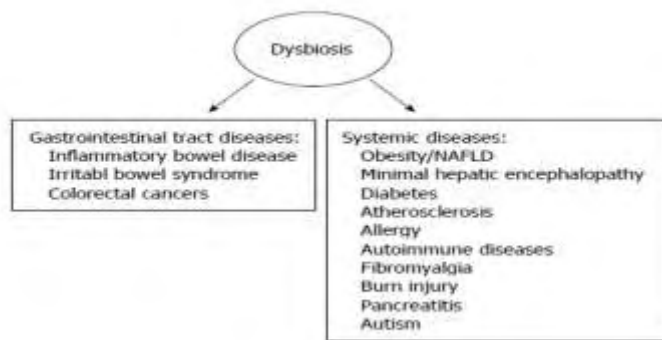 Dysbiosis
Gastrointestinal tract diseases:
Inflammatory bowel disease
Irritabl bowel syndrome
Colorectal cancers
Systemic diseases:
Obesity/NAFLD
Minimal hepatic encephalopathy
Diabetes
Atherosclerosis
Allergy
Autoimmune diseases
Fibromyalgia
Burn injury
Pancreatitis
Autism